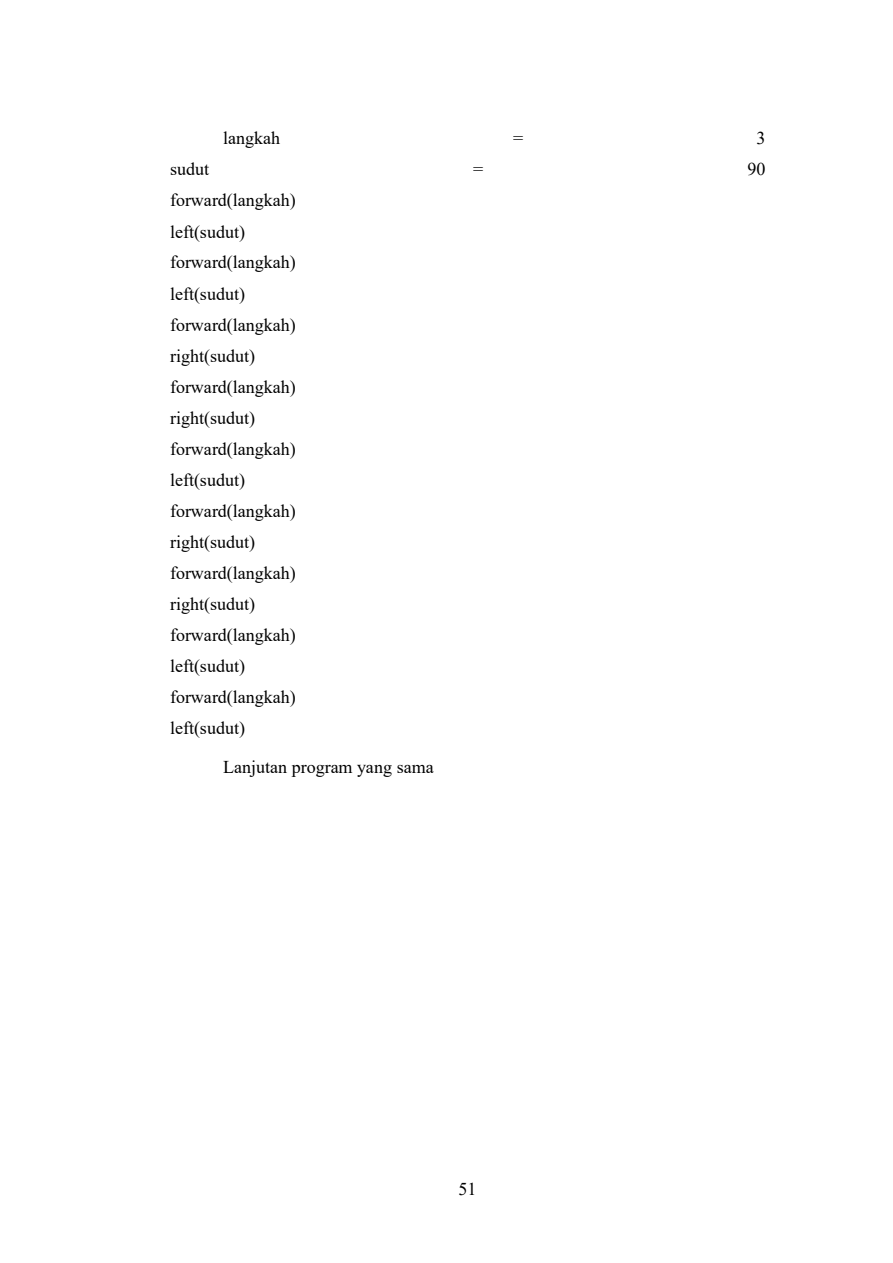 langkah = 3
sudut = 90
forward(langkah)
left(sudut)
forward(langkah)
left(sudut)
forward(langkah)
right(sudut)
forward(langkah)
right(sudut)
forward(langkah)
left(sudut)
forward(langkah)
right(sudut)
forward(langkah)
right(sudut)
forward(langkah)
left(sudut)
forward(langkah)
left(sudut)
Lanjutan program yang sama
51